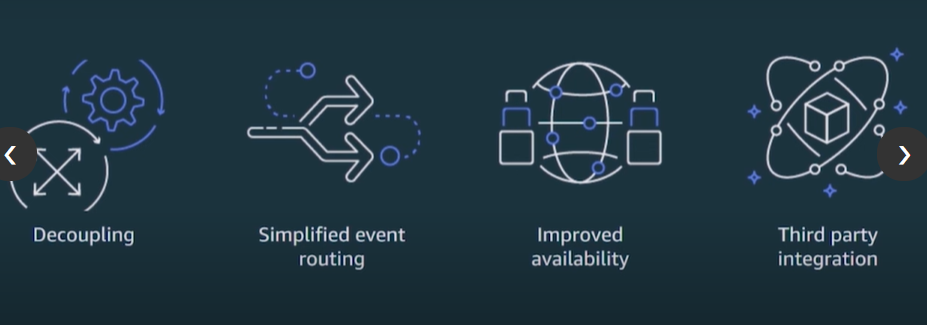 Decoupling
Simplified event
routing
Improved
availability
Third party
integration